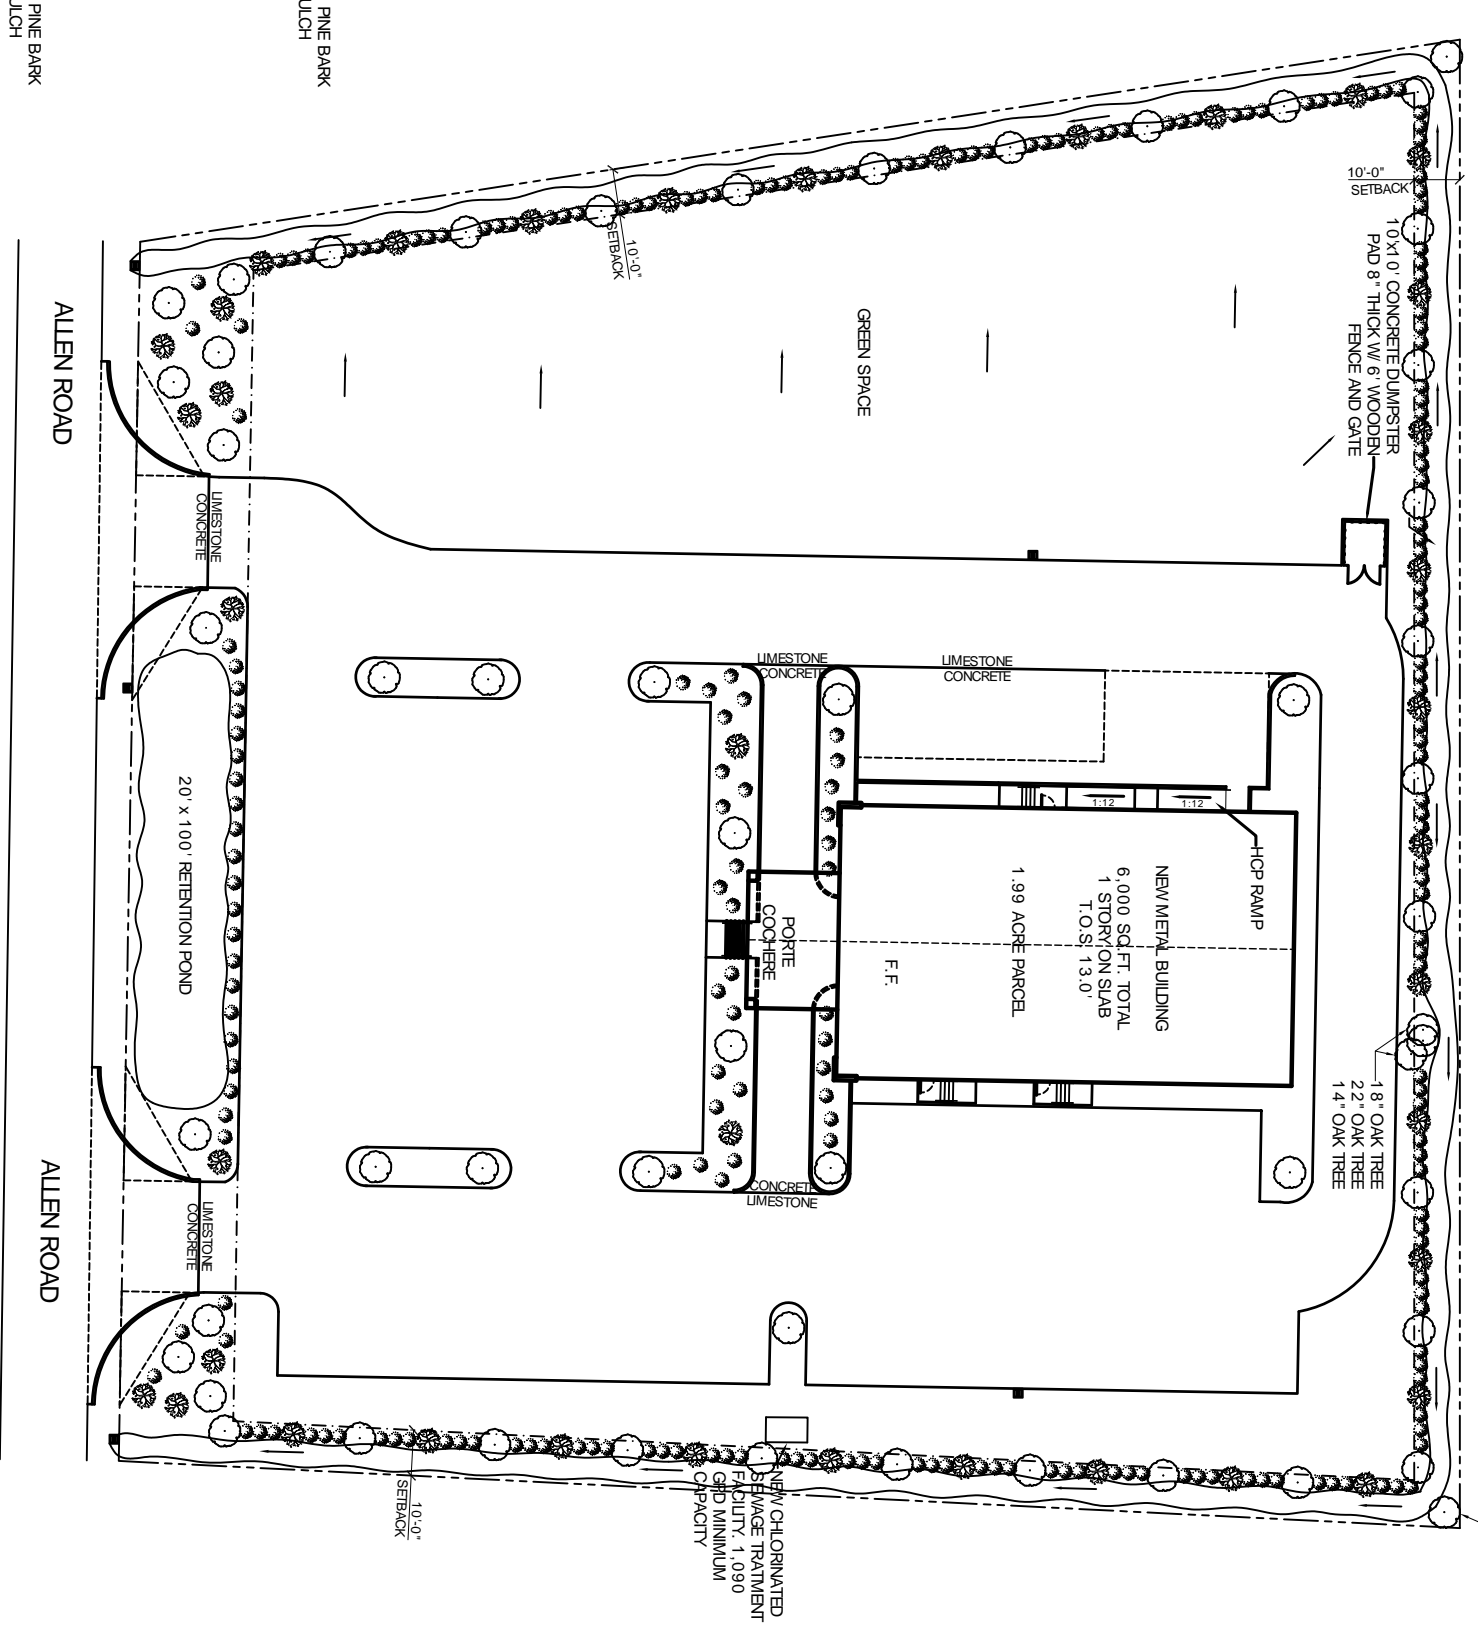 PINE BARK
ULCH
PINE BARK
ULCH
10'-0"
SETBACK
10'x10' CONCRETE DUMPSTER
PAD 8" THICK W/ 6' WOODEN
FENCE AND GATE
10'-0"
SETBACK
GREEN SPACE
ALLEN ROAD
LIMESTONE
CONCRETE
LIMESTONE
CONCRETE
LIMESTONE
CONCRETE
1:12
1:12
HCP RAMP
NEW METAL BUILDING
6,000 SQ.FT. TOTAL
1 STORY ON SLAB
T.O.S. 13.0'
1.99 ACRE PARCEL
F.F.
PORTE
COCHERE
20' x 100' RETENTION POND
18" OAK TREE
22" OAK TREE
14" OAK TREE
CONCRETE
LIMESTONE
LIMESTONE
CONCRETE
ALLEN ROAD
NEW CHLORINATED
SEWAGE TRATMENT
FACILITY. 1,090
GPD MINIMUM
CAPACITY
10'-0"
SETBACK